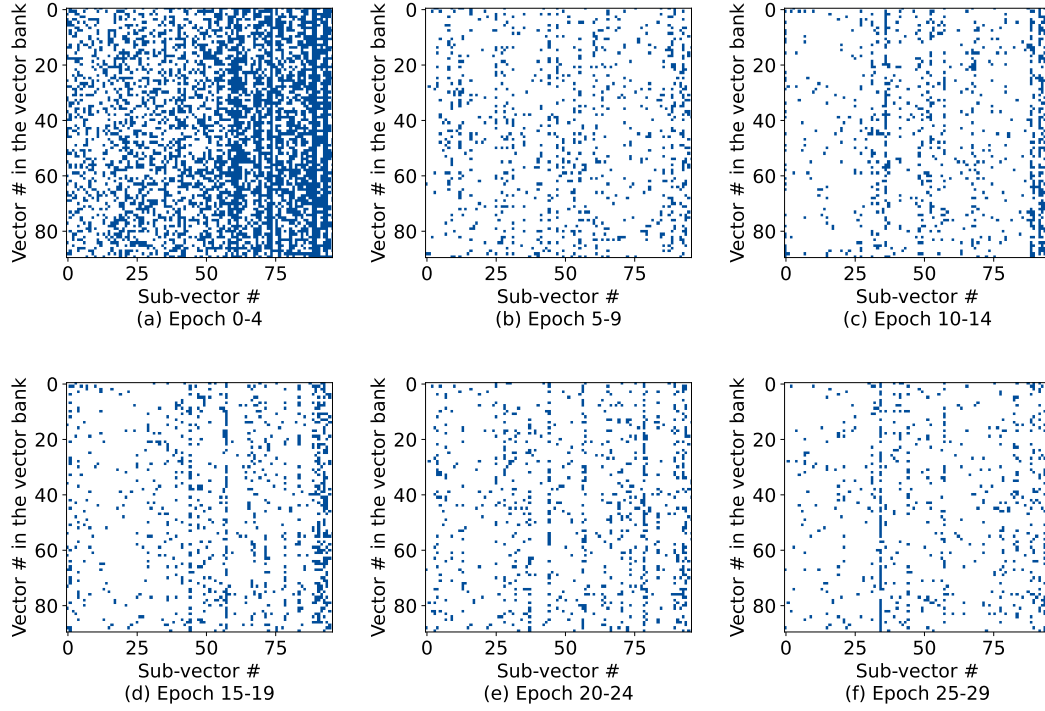 Vector # in the vector bank
0
20
40
60
80
0 25 50 75
Sub-vector #
(a) Epoch 0-4
Vector # in the vector bank
0
20
40
60
80
0 25 50 75
Sub-vector #
(b) Epoch 5-9
Vector # in the vector bank
0
20
40
60
80
0 25 50 75
Sub-vector #
(c) Epoch 10-14
Vector # in the vector bank
0
20
40
60
80
0 25 50 75
Sub-vector #
(d) Epoch 15-19
Vector # in the vector bank
0
20
40
60
80
0 25 50 75
Sub-vector #
(e) Epoch 20-24
Vector # in the vector bank
0
20
40
60
80
0 25 50 75
Sub-vector #
(f) Epoch 25-29